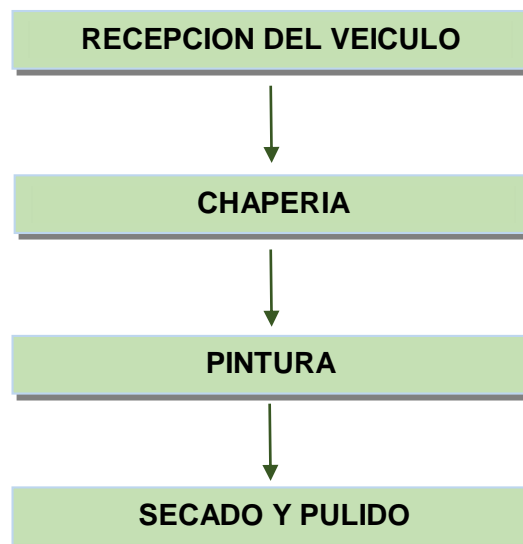 RECEPCION DEL VEICULO
CHAPERIA
PINTURA
SECADO Y PULIDO